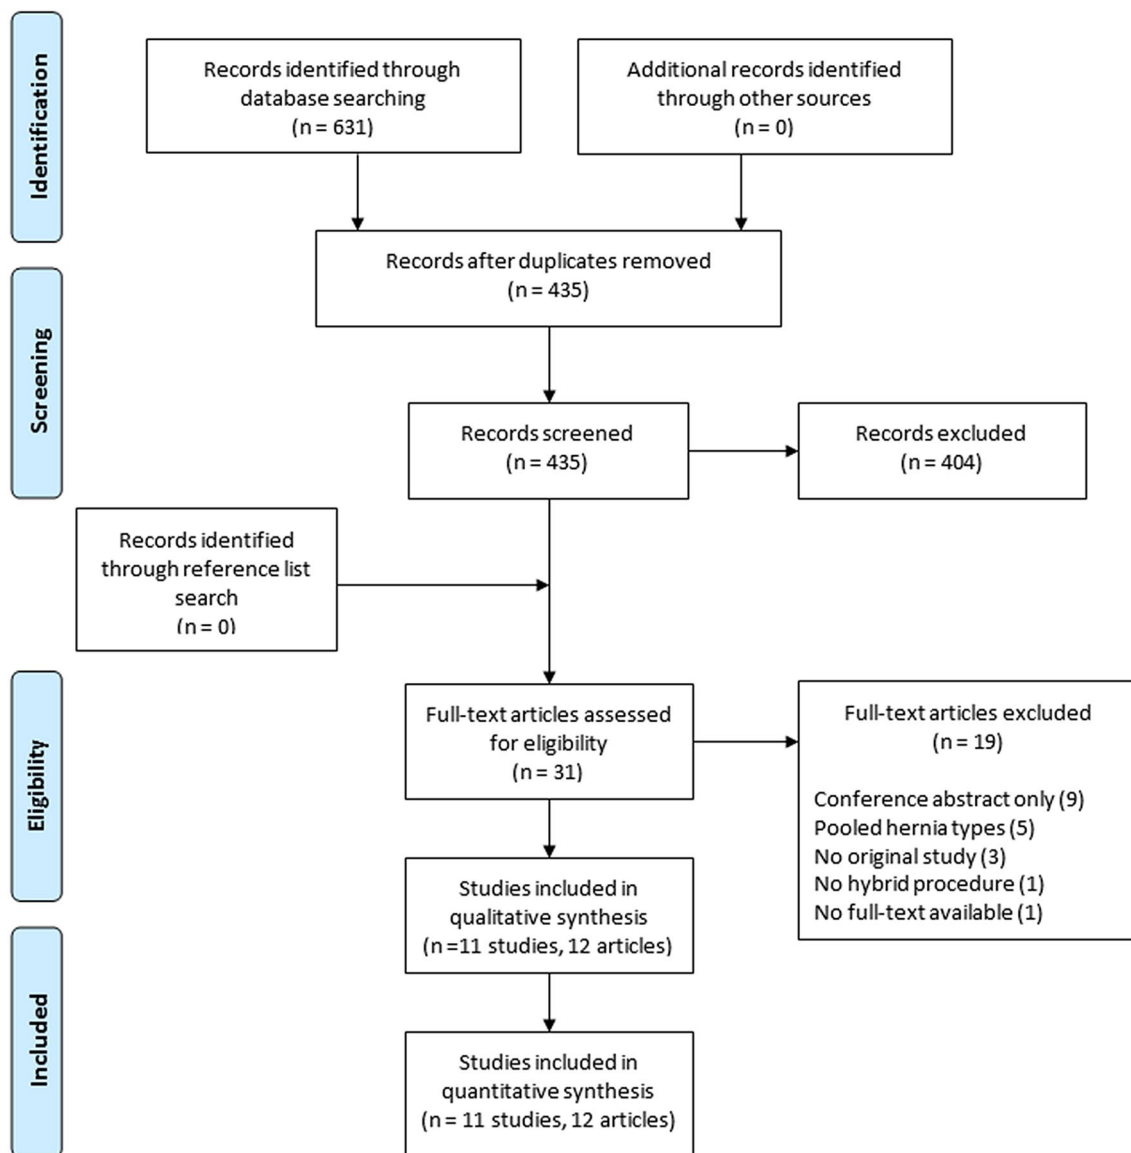 Identification
Records identified through
database searching
(n = 631)
Additional records identified
through other sources
(n = 0)
Records after duplicates removed
(n = 435)
Screening
Records screened
(n = 435)
Records excluded
(n = 404)
Records identified
through reference list
search
(n = 0)
Eligibility
Full-text articles assessed
for eligibility
(n = 31)
Full-text articles excluded
(n = 19)
Conference abstract only (9)
Pooled hernia types (5)
No original study (3)
No hybrid procedure (1)
No full-text available (1)
Studies included in
qualitative synthesis
(n =11 studies, 12 articles)
Included
Studies included in
quantitative synthesis
(n = 11 studies, 12 articles)